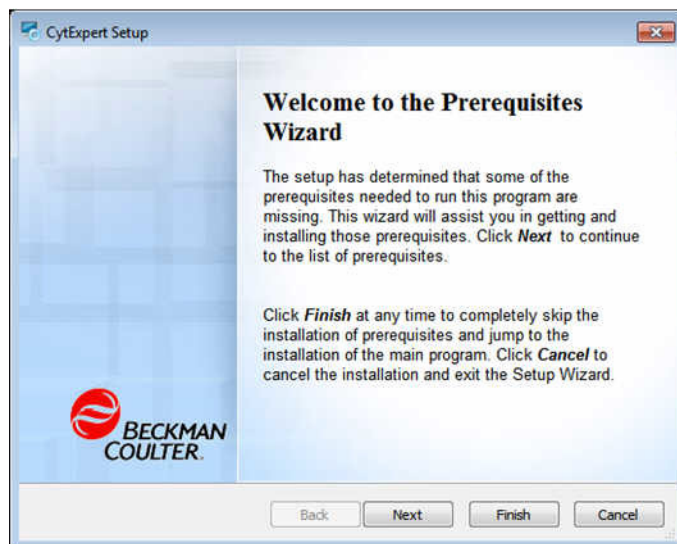 CytExpert Setup
Welcome to the Prerequisites
Wizard
The setup has determined that some of the
prerequisites needed to run this program are
missing. This wizard will assist you in getting and
installing those prerequisites. Click Next to continue
to the list of prerequisites.
Click Finish at any time to completely skip the
installation of prerequisites and jump to the
installation of the main program. Click Cancel to
cancel the installation and exit the Setup Wizard.
BECKMAN
COULTER.
Back Next Finish Cancel